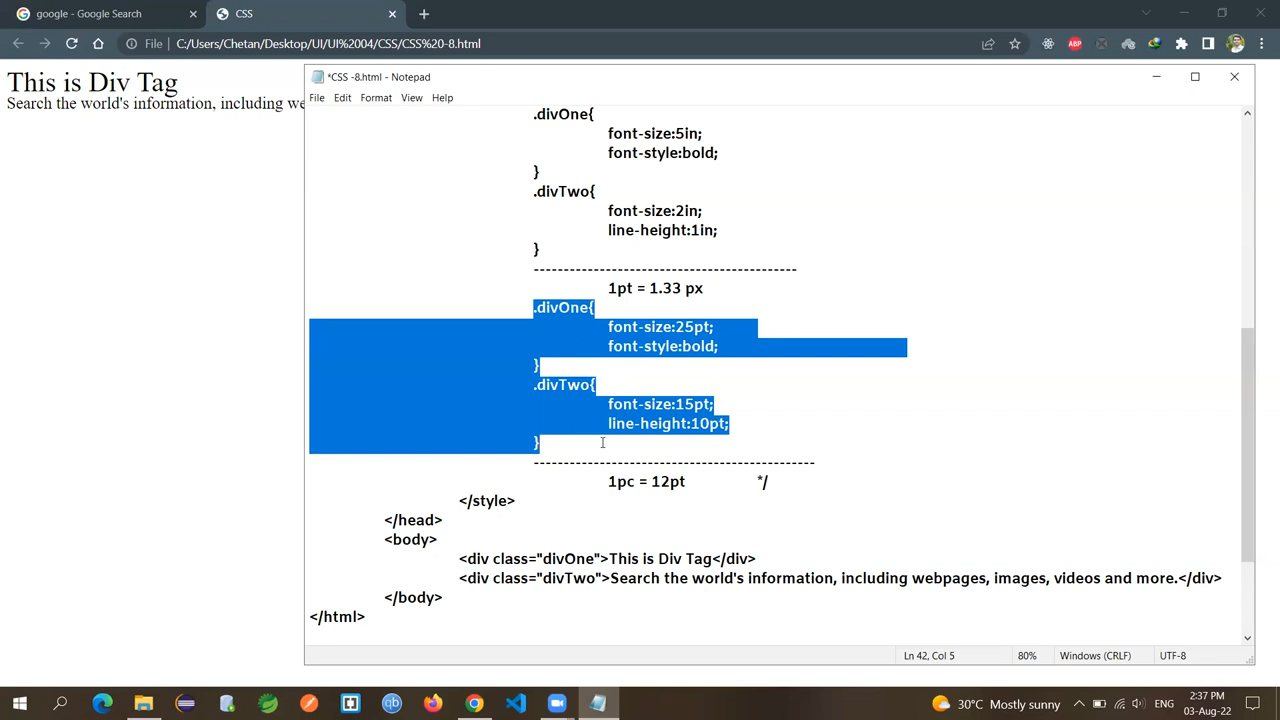 google - Google Search
CSS
File
C:/Users/Chetan/Desktop/UI/UI%2004/CSS/CSS%20-8.html
ABP
This is Div Tag
Search the world's information, including we
*CSS -8.html - Notepad
File Edit Format View Help
.divOne{
font-size:5in;
font-style:bold;
}
.divTwo{
font-size:2in;
line-height:1in;
}
--------------------------------------------
1pt = 1.33 px
.divOne{
font-size:25pt;
font-style:bold;
}
.divTwo{
font-size:15pt;
line-height:10pt;
}
-----------------------------------------------
1pc = 12pt */
</style>
</head>
<body>
<div class="divOne">This is Div Tag</div>
<div class="divTwo">Search the world's information, including webpages, images, videos and more.</div>
</body>
</html>
Ln 42, Col 5
80%
Windows (CRLF)
UTF-8
qb
30°C Mostly sunny
ENG
2:37 PM
03-Aug-22